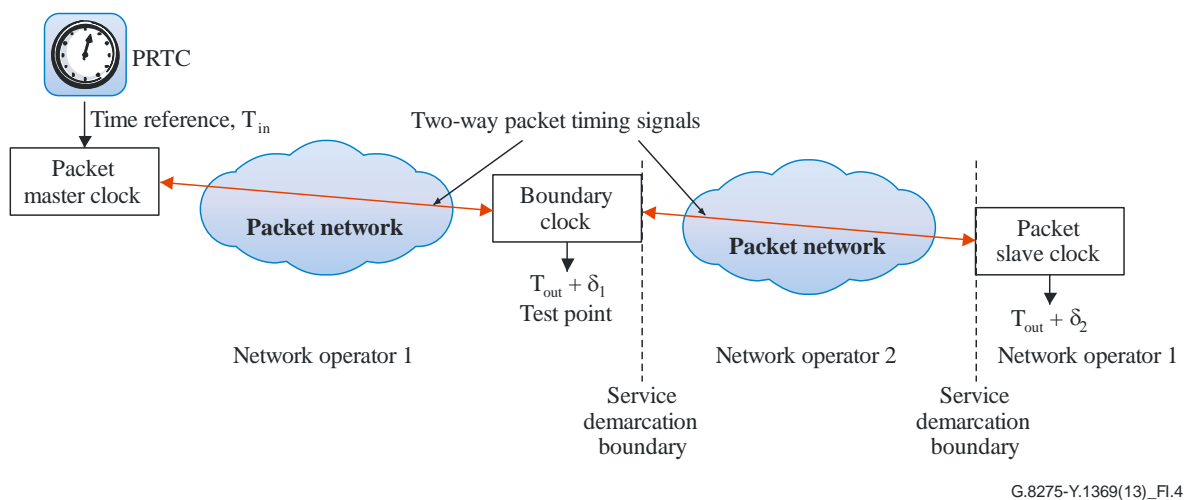 PRTC
Time reference, T_in
Two-way packet timing signals
Packet
master clock
Packet network
Boundary
clock
Packet network
Packet
slave clock
T_out + δ_1
Test point
T_out + δ_2
Network operator 1
Network operator 2
Network operator 1
Service
demarcation
boundary
Service
demarcation
boundary
G.8275-Y.1369(13)_FI.4